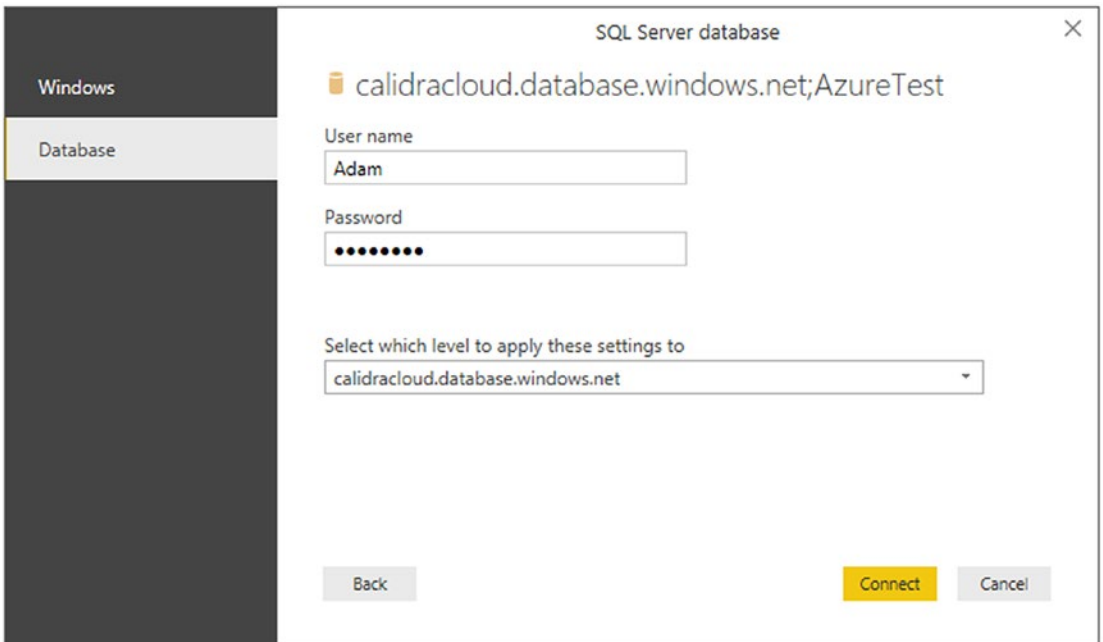 SQL Server database
Windows
Database
calidracloud.database.windows.net;AzureTest
User name
Adam
Password
••••••••
Select which level to apply these settings to
calidracloud.database.windows.net
Back
Connect
Cancel